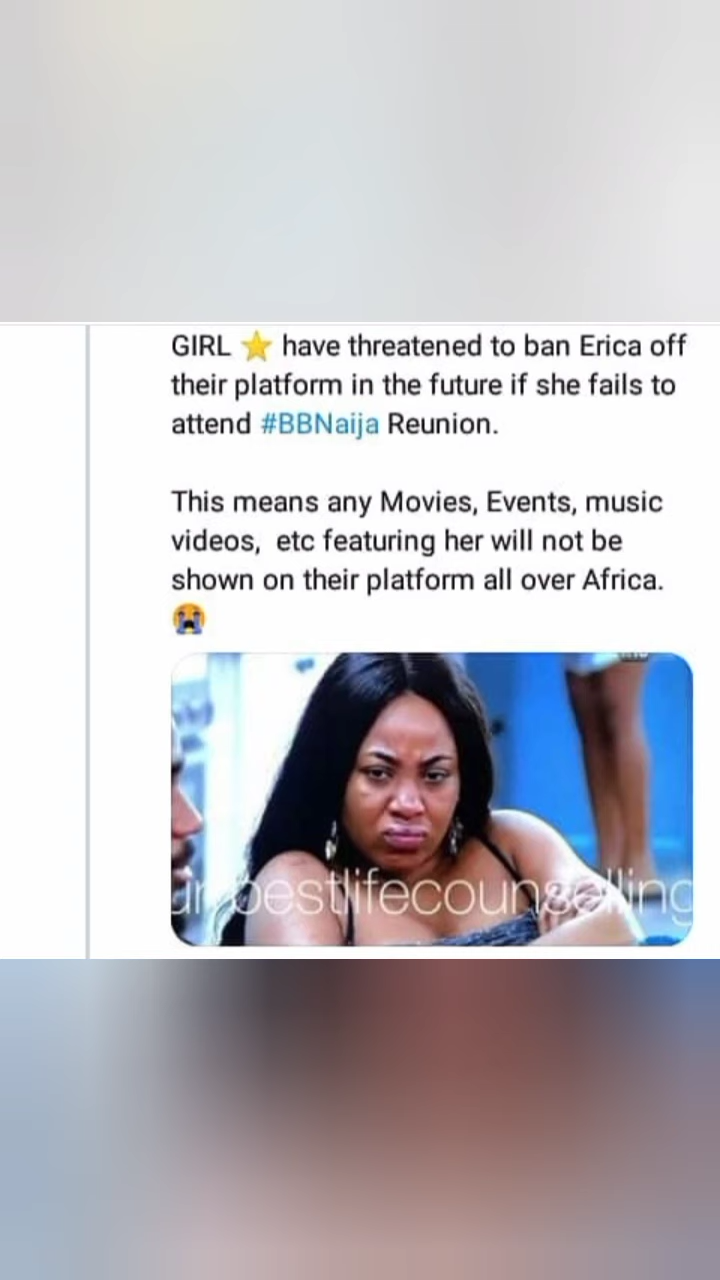 GIRL ⭐ have threatened to ban Erica off
their platform in the future if she fails to
attend #BBNaija Reunion.
This means any Movies, Events, music
videos,  etc featuring her will not be
shown on their platform all over Africa.
😭
urbestlifecounselling